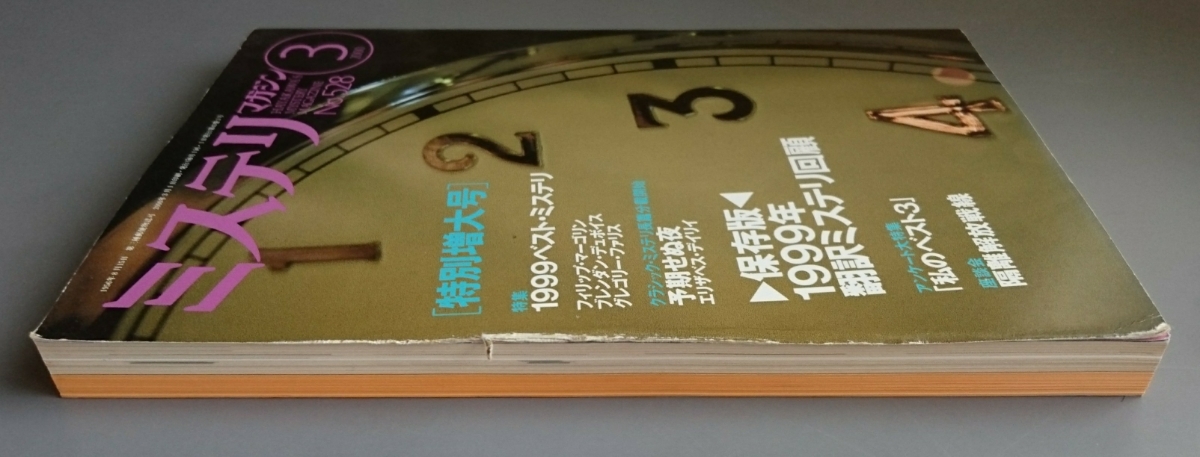 ミステリ
マガジン
3
No.528
[特別増大号]
特集
1999ベスト・ミステリ
フィリップ・マーゴリン
ブレンダン・デュボイス
グレゴリー・ファリス
予期せぬ夜
エリザベス・デイリイ
▶保存版◀
1999年
翻訳ミステリ回顧
アンケート大特集
「私のベスト3」
座談会
隔離解放戦線
1
2
3
4